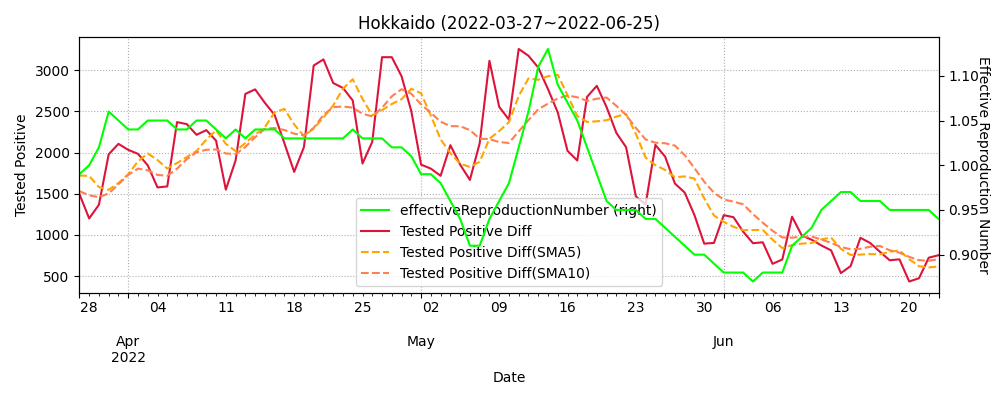 Hokkaido (2022-03-27~2022-06-25)
Tested Positive
3000
2500
2000
1500
1000
500
1.10
1.05
1.00
0.95
0.90
Effective Reproduction Number
effectiveReproductionNumber (right)
Tested Positive Diff
Tested Positive Diff(SMA5)
Tested Positive Diff(SMA10)
28 04 11 18 25 02 09 16 23 30 06 13 20
Apr May Jun
2022
Date